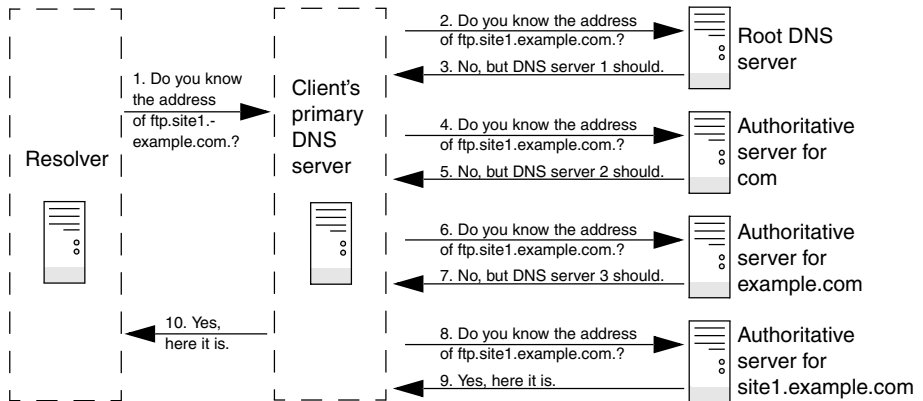 Resolver
1. Do you know
the address
of ftp.site1.-
example.com.?
Client's
primary
DNS
server
2. Do you know the address
of ftp.site1.example.com.?
3. No, but DNS server 1 should.
Root DNS
server
4. Do you know the address
of ftp.site1.example.com.?
5. No, but DNS server 2 should.
Authoritative
server for
com
6. Do you know the address
of ftp.site1.example.com.?
7. No, but DNS server 3 should.
Authoritative
server for
example.com
8. Do you know the address
of ftp.site1.example.com.?
9. Yes, here it is.
Authoritative
server for
site1.example.com
10. Yes,
here it is.